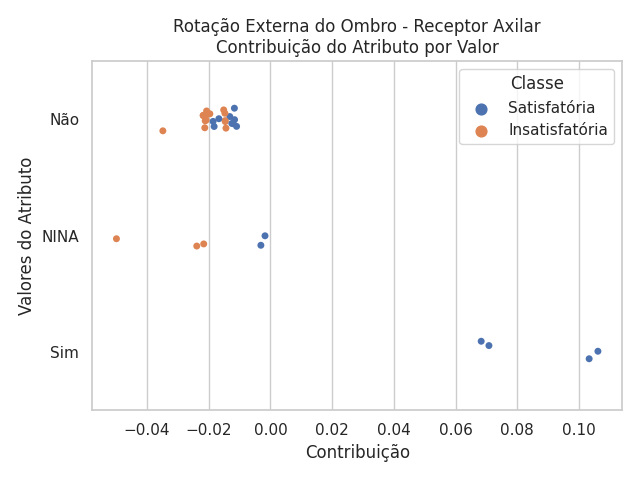 Rotação Externa do Ombro - Receptor Axilar
Contribuição do Atributo por Valor
Classe
Satisfatória
Insatisfatória
Valores do Atributo
Não
NINA
Sim
−0.04 −0.02 0.00 0.02 0.04 0.06 0.08 0.10
Contribuição